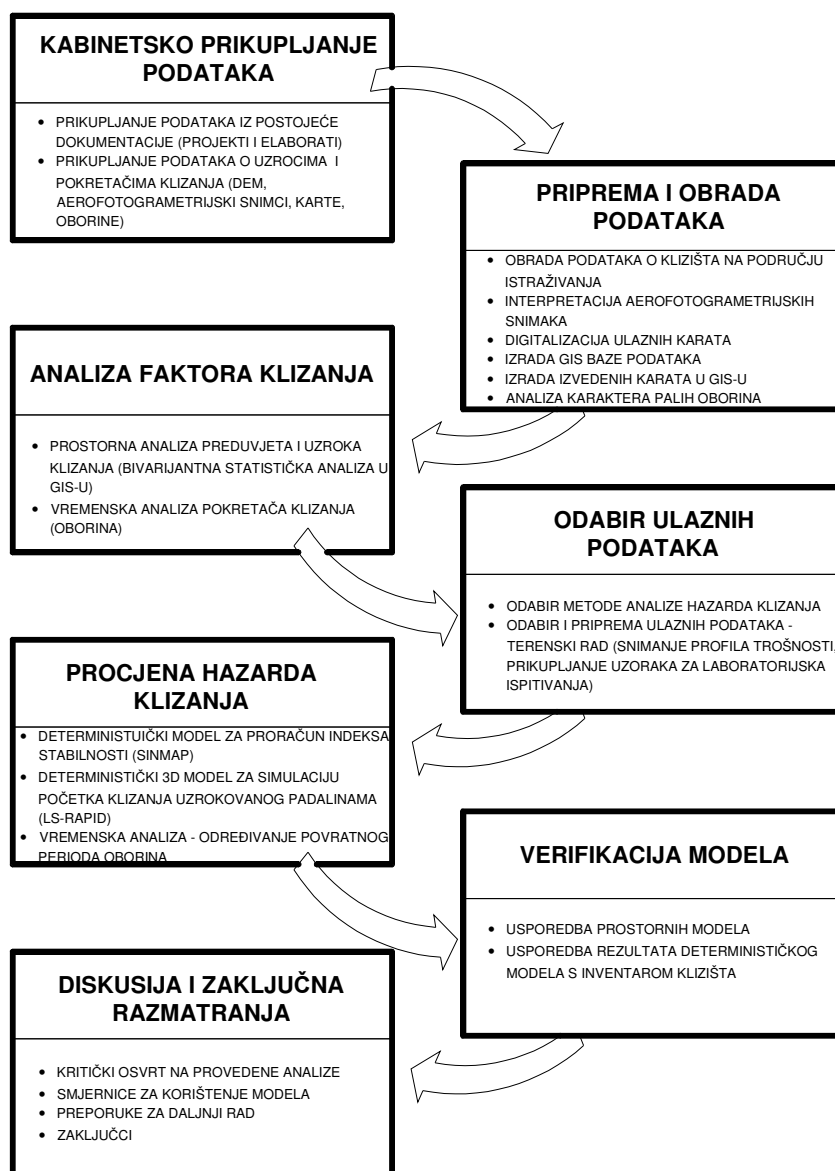 KABINETSKO PRIKUPLJANJE
PODATAKA
• PRIKUPLJANJE PODATAKA IZ POSTOJEĆE
DOKUMENTACIJE (PROJEKTI I ELABORATI)
• PRIKUPLJANJE PODATAKA O UZROCIMA I
POKRETAČIMA KLIZANJA (DEM,
AEROFOTOGRAMETRIJSKI SNIMCI, KARTE,
OBORINE)
PRIPREMA I OBRADA
PODATAKA
• OBRADA PODATAKA O KLIZIŠTA NA PODRUČJU
ISTRAŽIVANJA
• INTERPRETACIJA AEROFOTOGRAMETRIJSKIH
SNIMAKA
• DIGITALIZACIJA ULAZNIH KARATA
• IZRADA GIS BAZE PODATAKA
• IZRADA IZVEDENIH KARATA U GIS-U
• ANALIZA KARAKTERA PALIH OBORINA
ANALIZA FAKTORA KLIZANJA
• PROSTORNA ANALIZA PREDUVJETA I UZROKA
KLIZANJA (BIVARIJANTNA STATISTIČKA ANALIZA U
GIS-U)
• VREMENSKA ANALIZA POKRETAČA KLIZANJA
(OBORINA)
ODABIR ULAZNIH
PODATAKA
• ODABIR METODE ANALIZE HAZARDA KLIZANJA
• ODABIR I PRIPREMA ULAZNIH PODATAKA -
TERENSKI RAD (SNIMANJE PROFILA TROŠNOSTI,
PRIKUPLJANJE UZORAKA ZA LABORATORIJSKA
ISPITIVANJA)
PROCJENA HAZARDA
KLIZANJA
• DETERMINISTUIČKI MODEL ZA PRORAČUN INDEKSA
STABILNOSTI (SINMAP)
• DETERMINISTIČKI 3D MODEL ZA SIMULACIJU
POČETKA KLIZANJA UZROKOVANOG PADALINAMA
(LS-RAPID)
• VREMENSKA ANALIZA - ODREĐIVANJE POVRATNOG
PERIODA OBORINA
VERIFIKACIJA MODELA
• USPOREDBA PROSTORNIH MODELA
• USPOREDBA REZULTATA DETERMINISTIČKOG
MODELA S INVENTAROM KLIZIŠTA
DISKUSIJA I ZAKLJUČNA
RAZMATRANJA
• KRITIČKI OSVRT NA PROVEDENE ANALIZE
• SMJERNICE ZA KORIŠTENJE MODELA
• PREPORUKE ZA DALJNJI RAD
• ZAKLJUČCI